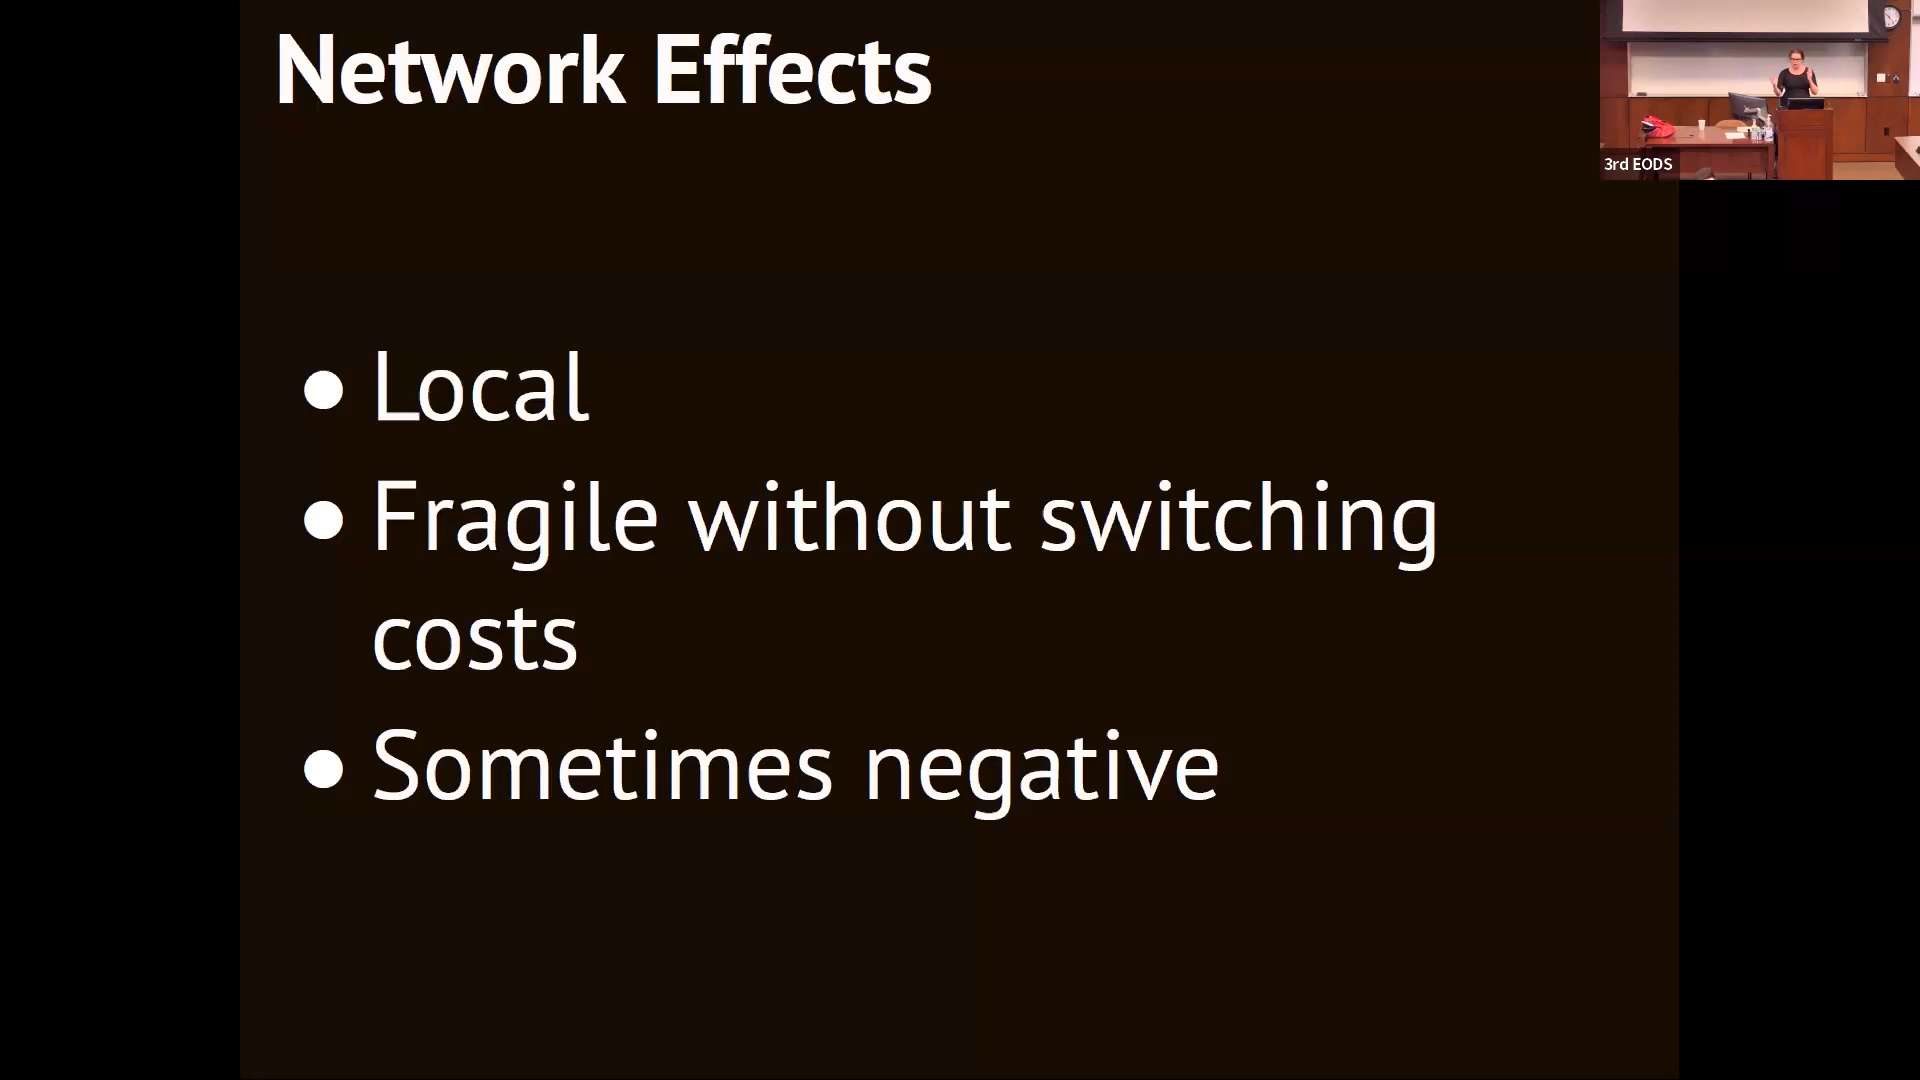 Network Effects
3rd EODS
● Local
● Fragile without switching
costs
● Sometimes negative